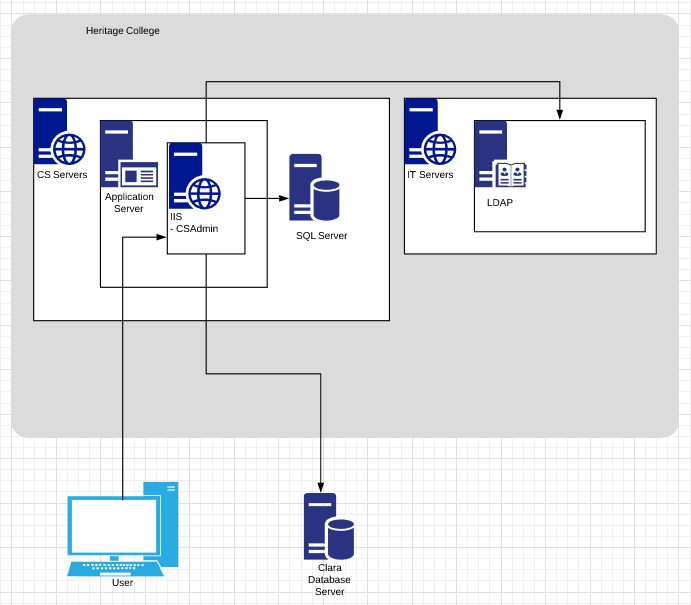 Heritage College
CS Servers
Application
Server
IIS
- CSAdmin
SQL Server
IT Servers
LDAP
User
Clara
Database
Server